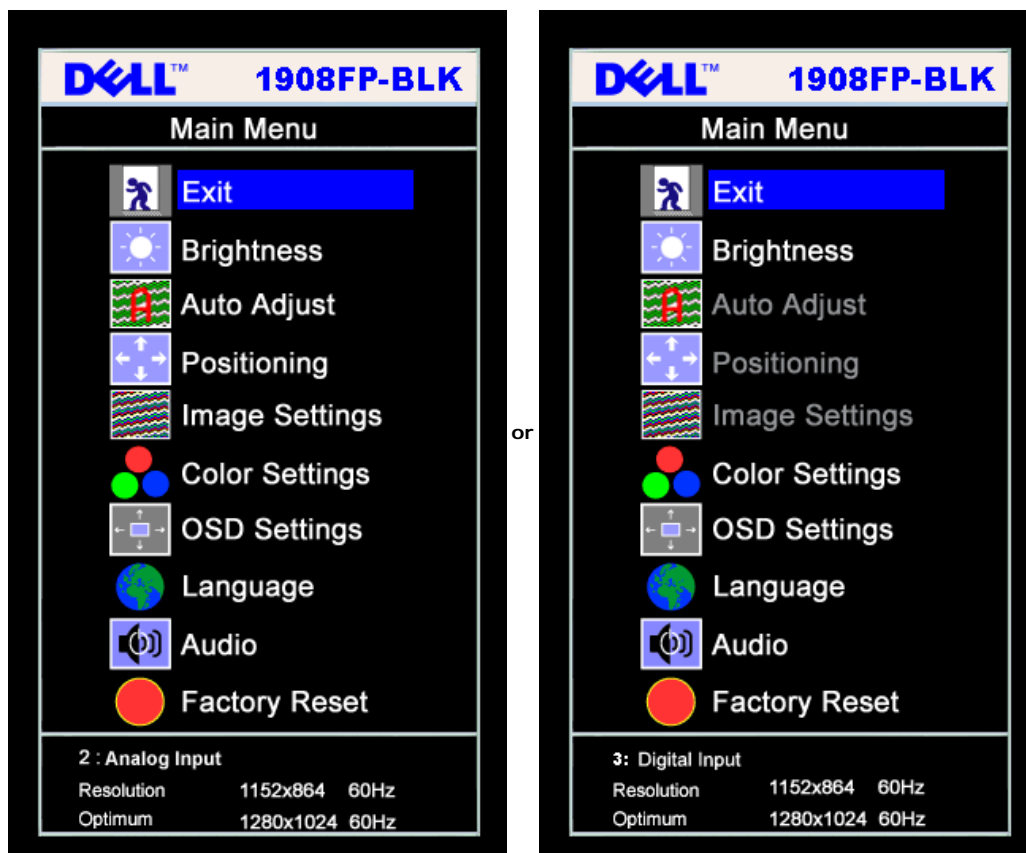 DELL™ 1908FP-BLK
Main Menu
Exit
Brightness
A Auto Adjust
Positioning
Image Settings
Color Settings
OSD Settings
Language
Audio
Factory Reset
2 : Analog Input
Resolution 1152x864 60Hz
Optimum 1280x1024 60Hz
or
DELL™ 1908FP-BLK
Main Menu
Exit
Brightness
A Auto Adjust
Positioning
Image Settings
Color Settings
OSD Settings
Language
Audio
Factory Reset
3: Digital Input
Resolution 1152x864 60Hz
Optimum 1280x1024 60Hz